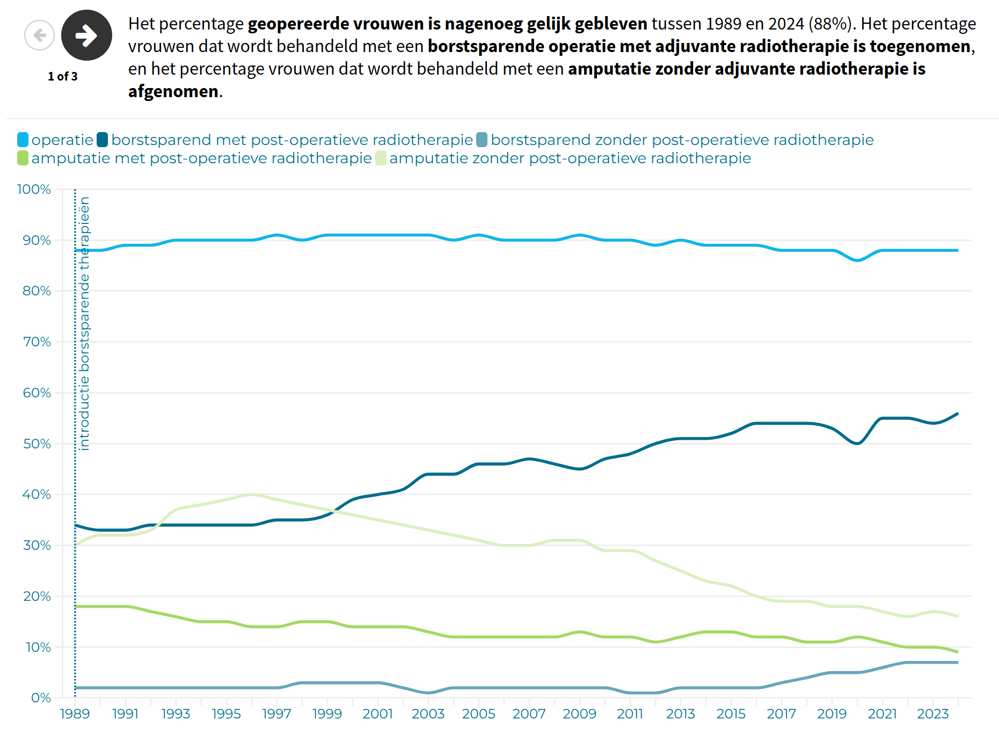 Het percentage geopereerde vrouwen is nagenoeg gelijk gebleven tussen 1989 en 2024 (88%). Het percentage
vrouwen dat wordt behandeld met een borstsparende operatie met adjuvante radiotherapie is toegenomen,
en het percentage vrouwen dat wordt behandeld met een amputatie zonder adjuvante radiotherapie is
afgenomen.
1 of 3
operatie borstsparend met post-operatieve radiotherapie borstsparend zonder post-operatieve radiotherapie
amputatie met post-operatieve radiotherapie amputatie zonder post-operatieve radiotherapie
100%
90%
80%
70%
60%
50%
40%
30%
20%
10%
0%
introductie borstsparende therapieën
1989 1991 1993 1995 1997 1999 2001 2003 2005 2007 2009 2011 2013 2015 2017 2019 2021 2023